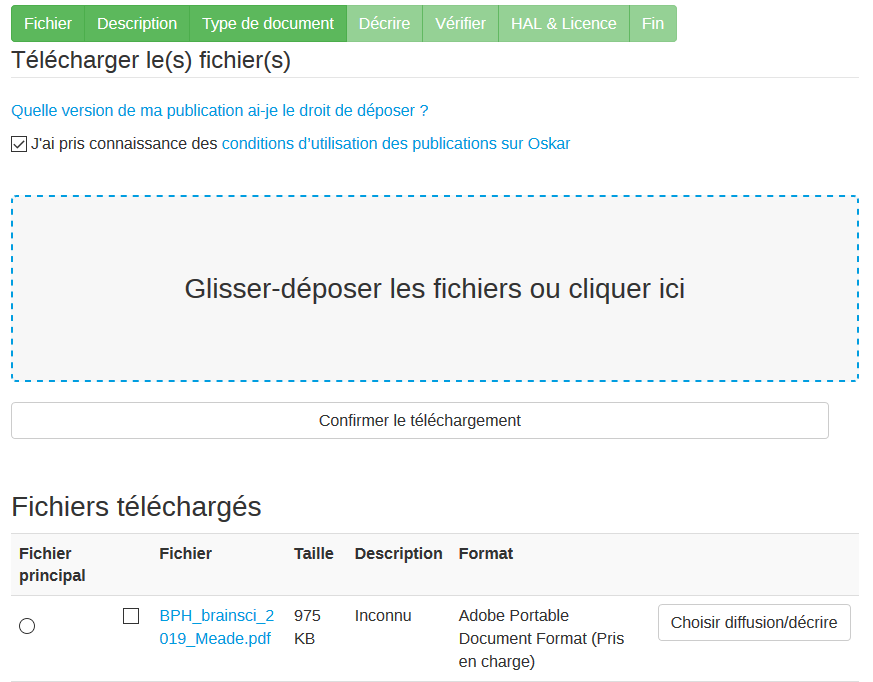 Fichier Description Type de document Décrire Vérifier HAL & Licence Fin
Télécharger le(s) fichier(s)
Quelle version de ma publication ai-je le droit de déposer ?
J'ai pris connaissance des conditions d'utilisation des publications sur Oskar
Glisser-déposer les fichiers ou cliquer ici
Confirmer le téléchargement
Fichiers téléchargés
Fichier principal Fichier Taille Description Format
BPH_brainsci_2 975 Inconnu Adobe Portable Choisir diffusion/décrire
019_Meade.pdf KB Document Format (Pris
en charge)